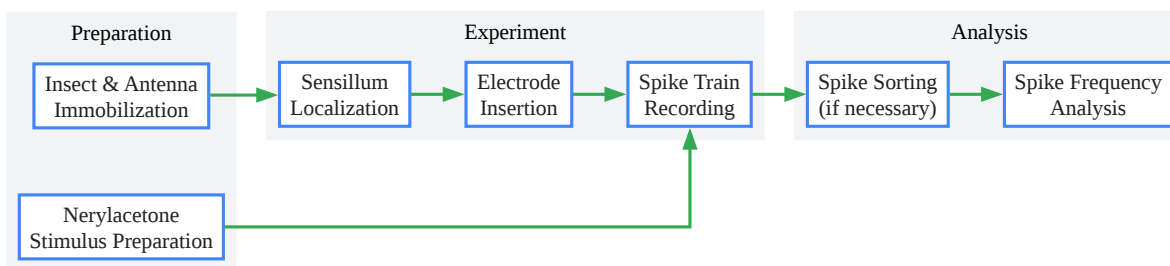 Preparation
Insect & Antenna
Immobilization
Nerylacetone
Stimulus Preparation
Experiment
Sensillum
Localization
Electrode
Insertion
Spike Train
Recording
Analysis
Spike Sorting
(if necessary)
Spike Frequency
Analysis